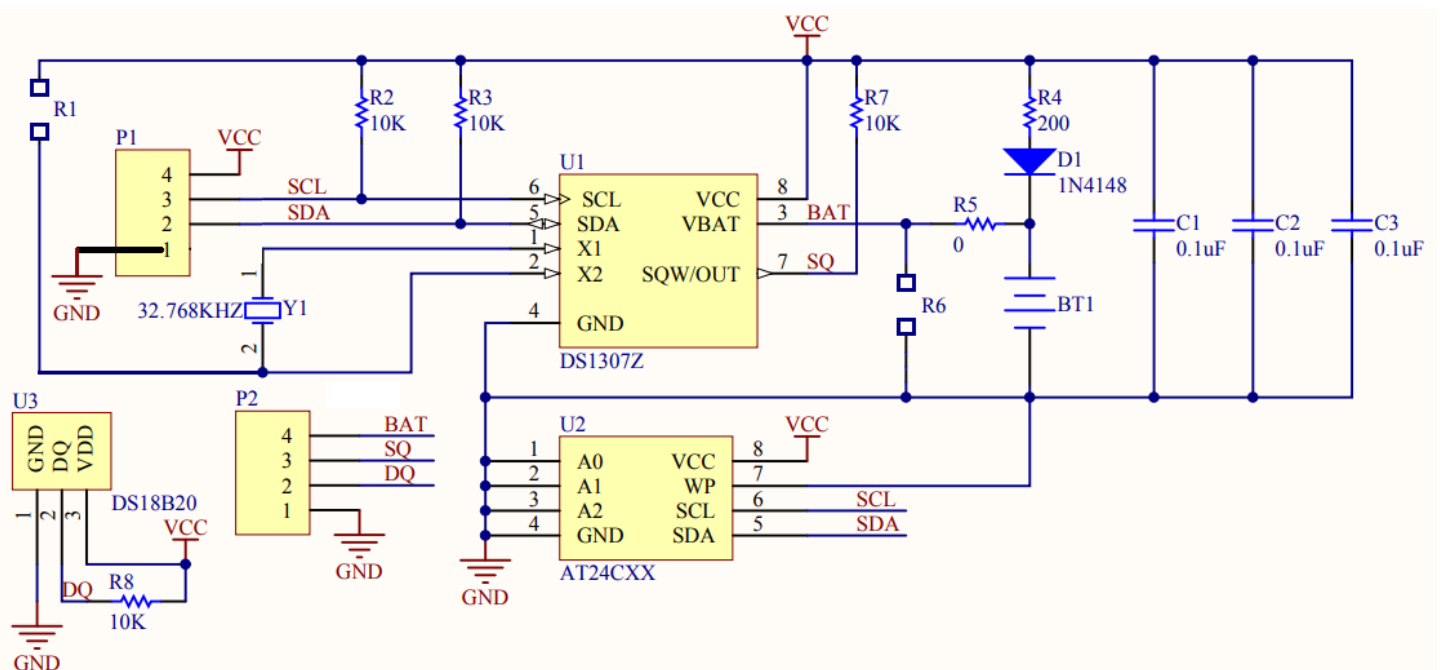 VCC
R1
R2
10K
R3
10K
R7
10K
R4
200
D1
1N4148
P1
VCC
4
3
2
1
SCL
SDA
GND
U1
6 SCL
5 SDA
1 X1
2 X2
4 GND
VCC 8
VBAT 3 BAT
SQW/OUT 7 SQ
DS1307Z
R5
0
R6
BT1
C1
0.1uF
C2
0.1uF
C3
0.1uF
1
32.768KHZ Y1
2
U3
GND
DQ
VDD
DS18B20
1
2
3
VCC
DQ
R8
10K
GND
P2
4 BAT
3 SQ
2 DQ
1
GND
U2
1 A0
2 A1
3 A2
4 GND
VCC 8
WP 7
SCL 6 SCL
SDA 5 SDA
VCC
AT24CXX
GND